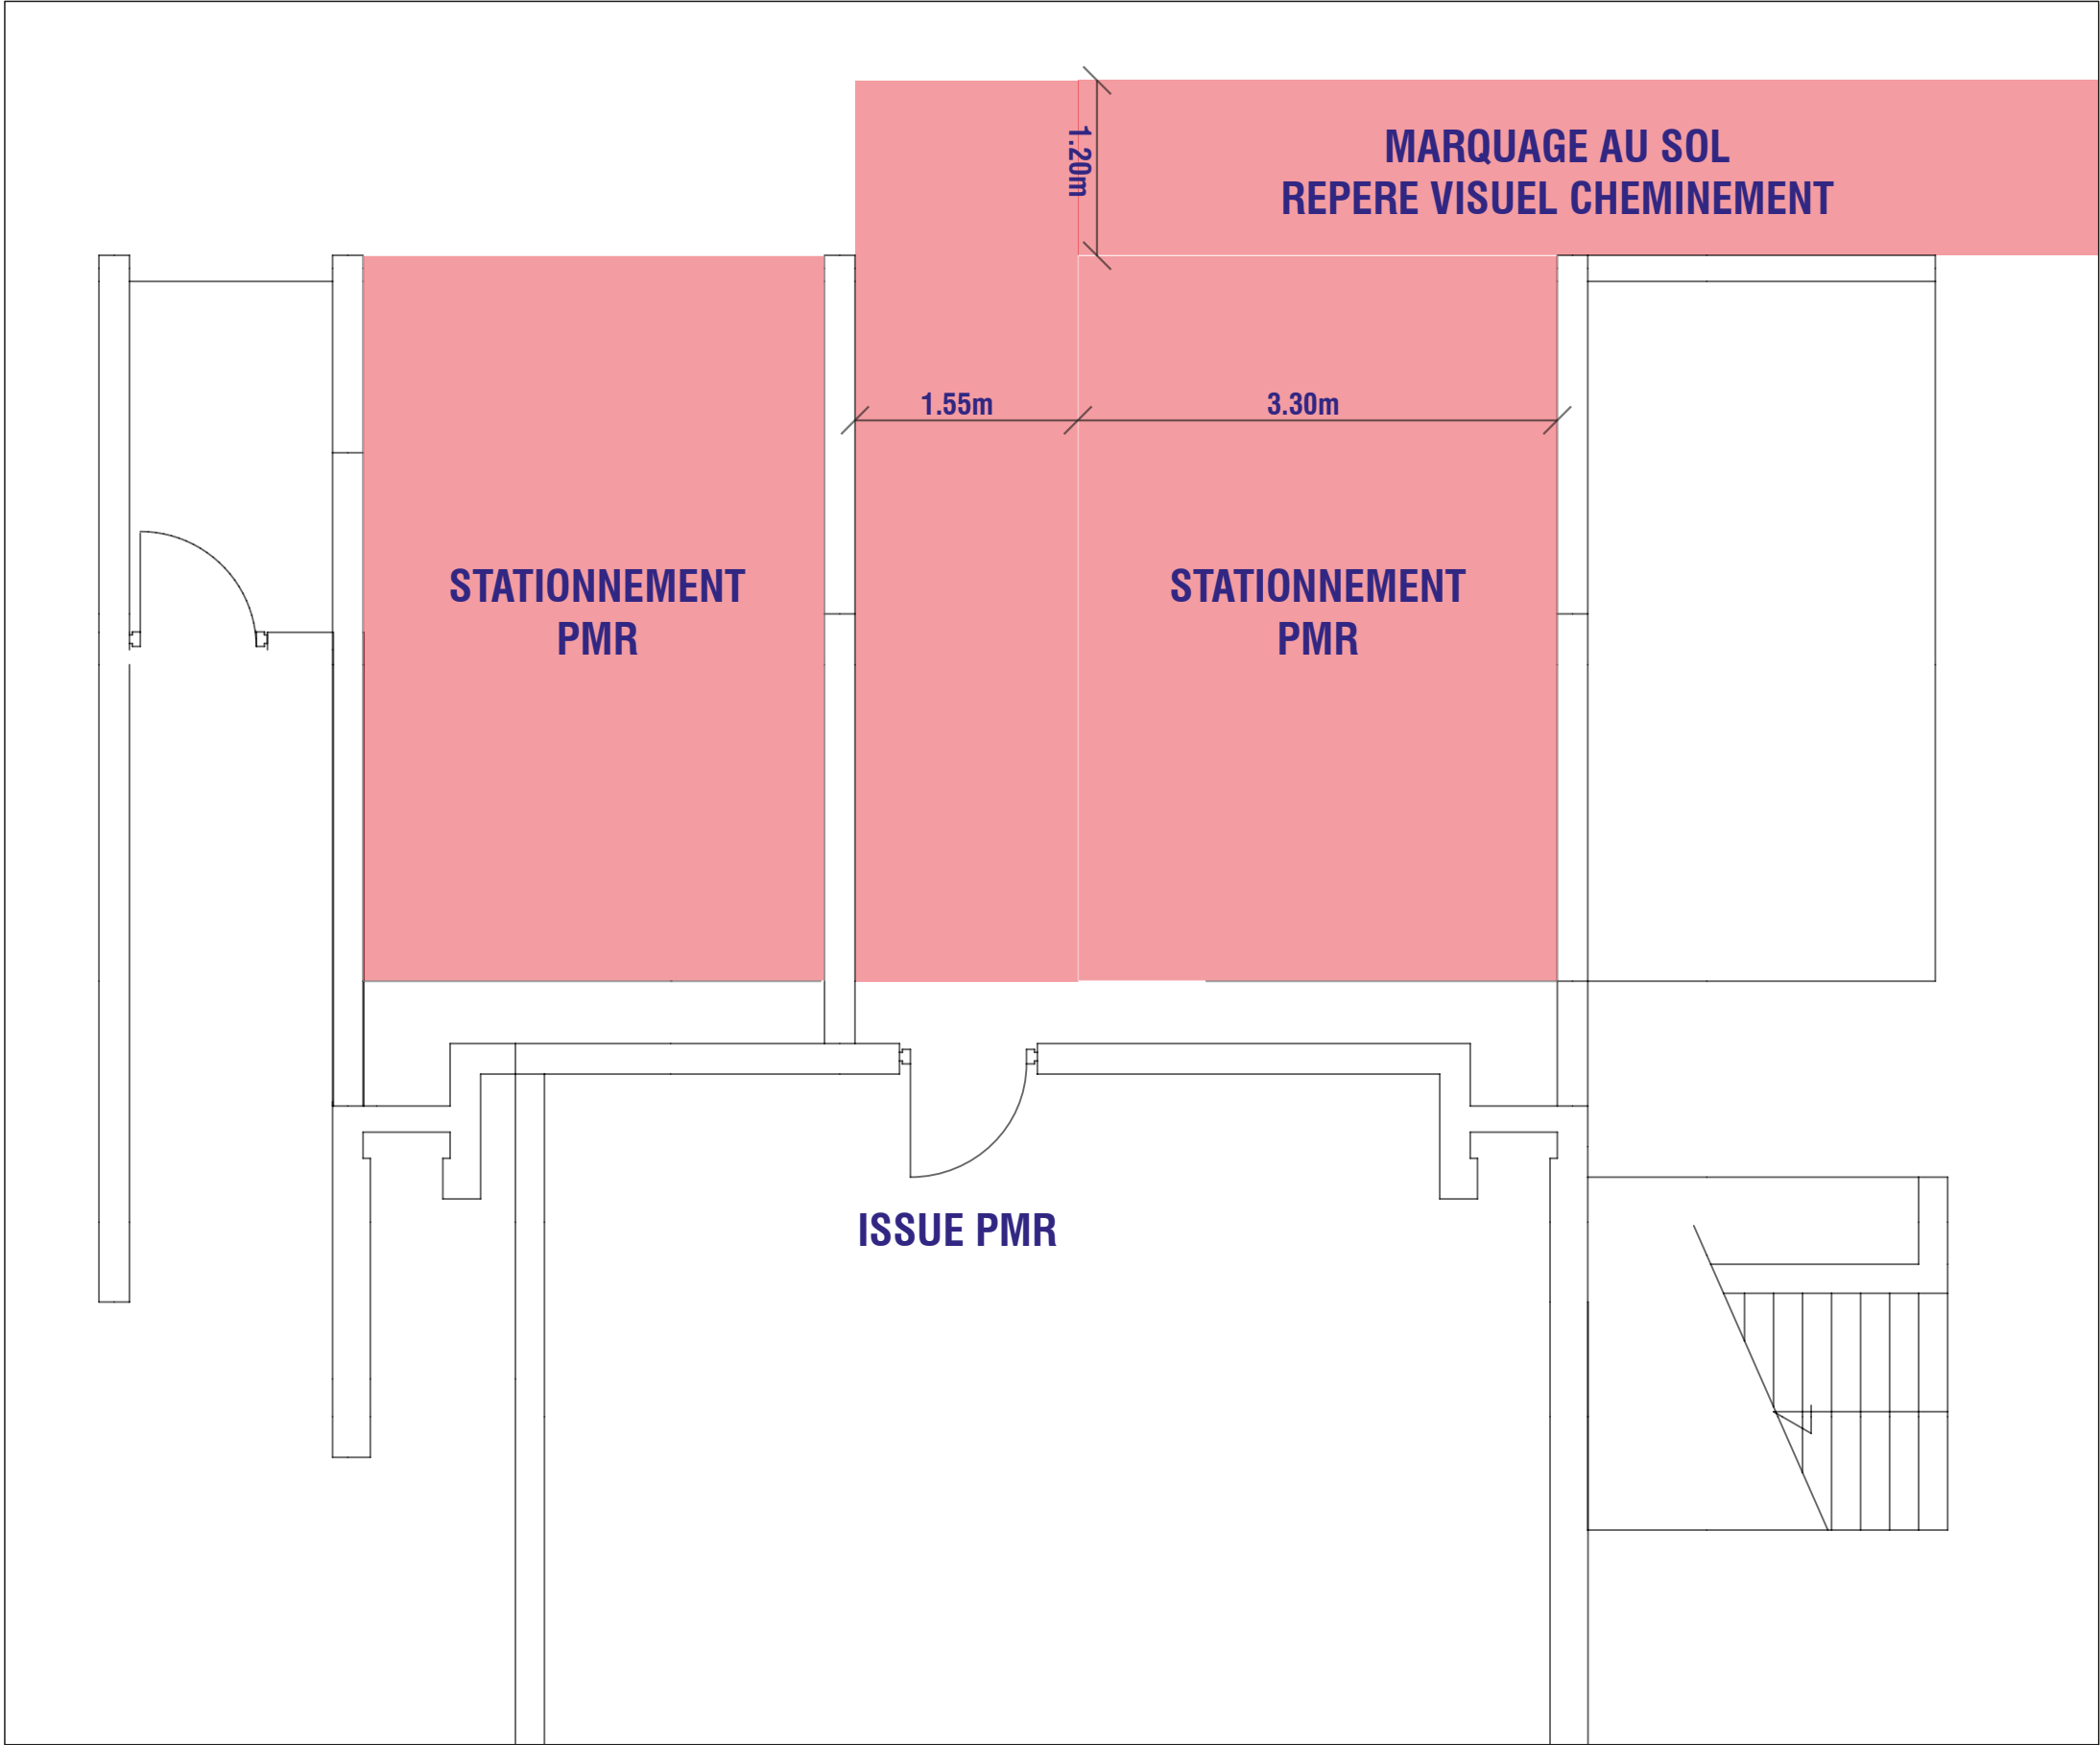 MARQUAGE AU SOL
REPERE VISUEL CHEMINEMENT
1.20m
1.55m
3.30m
STATIONNEMENT
PMR
STATIONNEMENT
PMR
ISSUE PMR